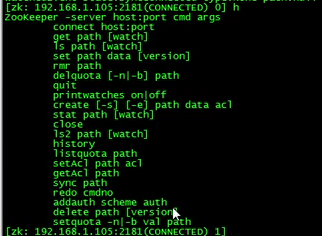 [zk: 192.168.1.105:2181(CONNECTED) 0] h
ZooKeeper -server host:port cmd args
connect host:port
get path [watch]
ls path [watch]
set path data [version]
rmr path
delquota [-n|-b] path
quit
printwatches on|off
create [-s] [-e] path data acl
stat path [watch]
close
ls2 path [watch]
history
listquota path
setAcl path acl
getAcl path
sync path
redo cmdno
addauth scheme auth
delete path [version]
setquota -n|-b val path
[zk: 192.168.1.105:2181(CONNECTED) 1]